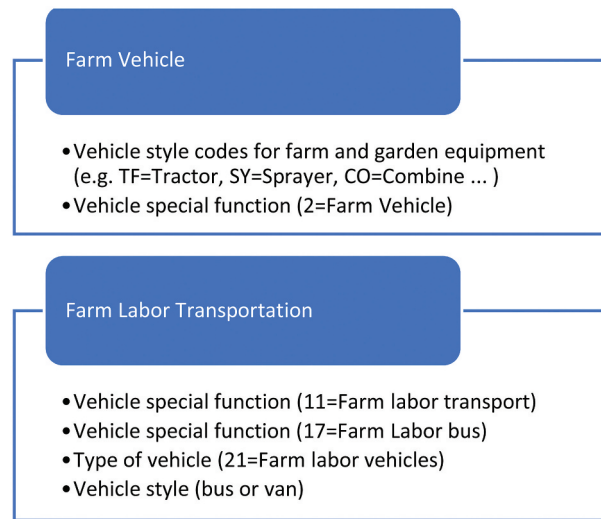 Farm Vehicle
•Vehicle style codes for farm and garden equipment
(e.g. TF=Tractor, SY=Sprayer, CO=Combine ... )
•Vehicle special function (2=Farm Vehicle)
Farm Labor Transportation
•Vehicle special function (11=Farm labor transport)
•Vehicle special function (17=Farm Labor bus)
•Type of vehicle (21=Farm labor vehicles)
•Vehicle style (bus or van)